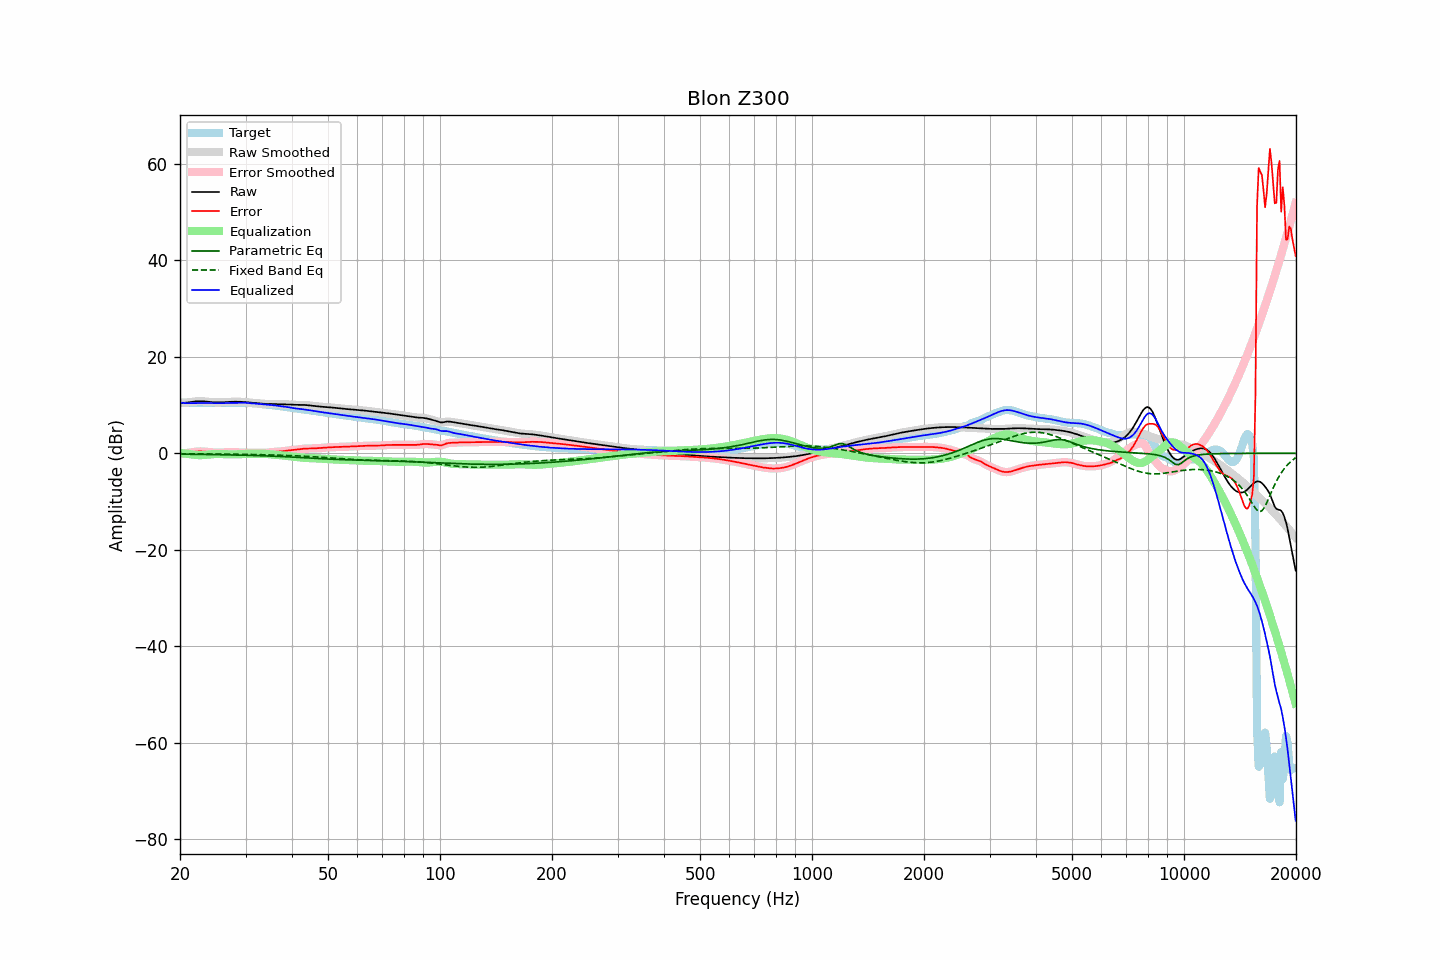 Blon Z300
Target
Raw Smoothed
Error Smoothed
Raw
Error
Equalization
Parametric Eq
Fixed Band Eq
Equalized
60
40
20
0
−20
−40
−60
−80
Amplitude (dBr)
20 50 100 200 500 1000 2000 5000 10000 20000
Frequency (Hz)